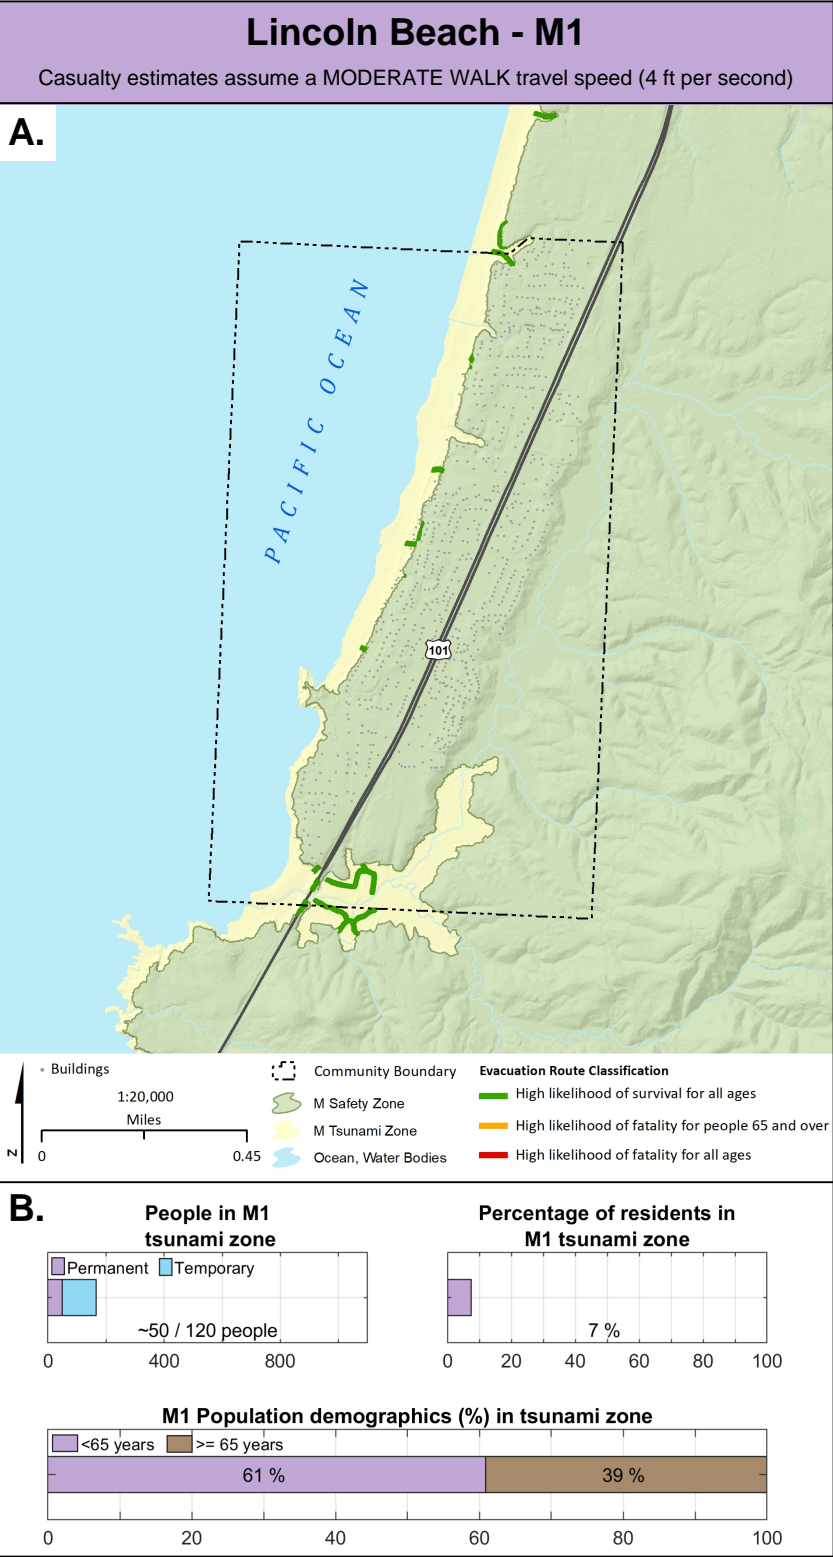 Lincoln Beach - M1
Casualty estimates assume a MODERATE WALK travel speed (4 ft per second)
A.
PACIFIC OCEAN
101
Buildings
1:20,000
Miles
0 0.45
N
Community Boundary
M Safety Zone
M Tsunami Zone
Ocean, Water Bodies
Evacuation Route Classification
High likelihood of survival for all ages
High likelihood of fatality for people 65 and over
High likelihood of fatality for all ages
B.
People in M1
tsunami zone
Permanent Temporary
~50 / 120 people
0 400 800
Percentage of residents in
M1 tsunami zone
7 %
0 20 40 60 80 100
M1 Population demographics (%) in tsunami zone
<65 years >= 65 years
61 % 39 %
0 20 40 60 80 100